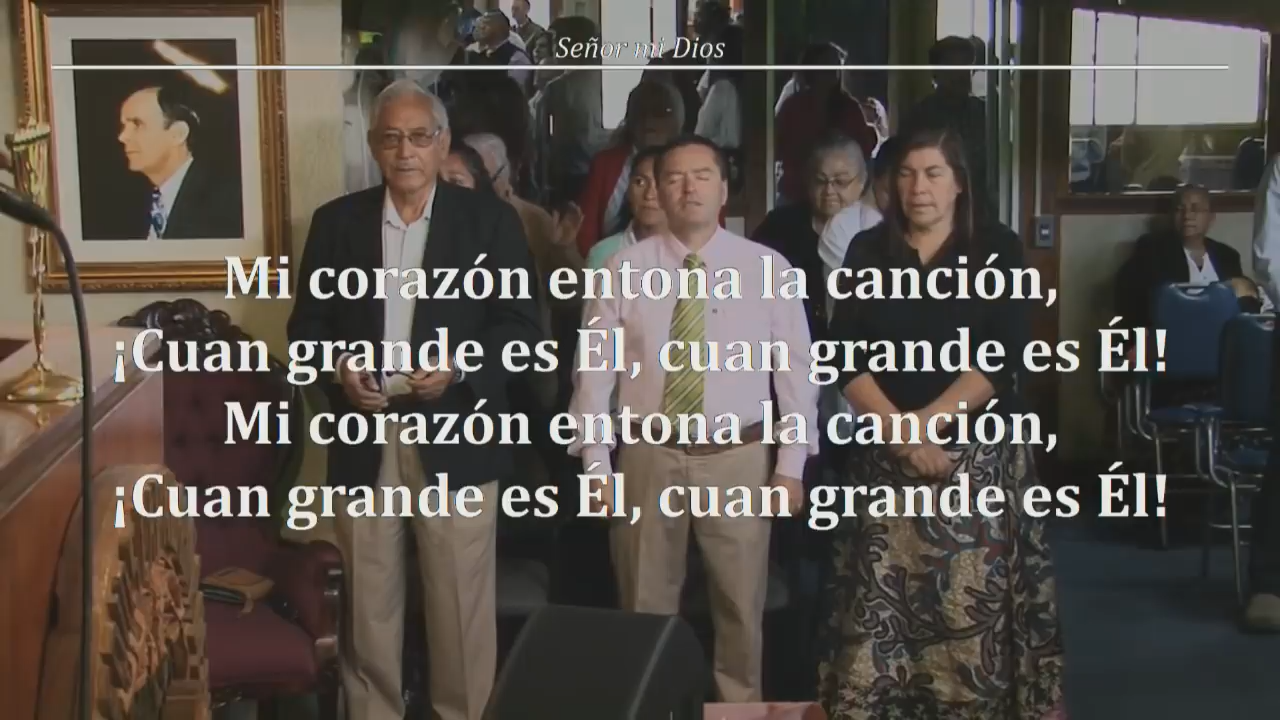 Señor mi Dios
Mi corazón entona la canción,
¡Cuan grande es Él, cuan grande es Él!
Mi corazón entona la canción,
¡Cuan grande es Él, cuan grande es Él!